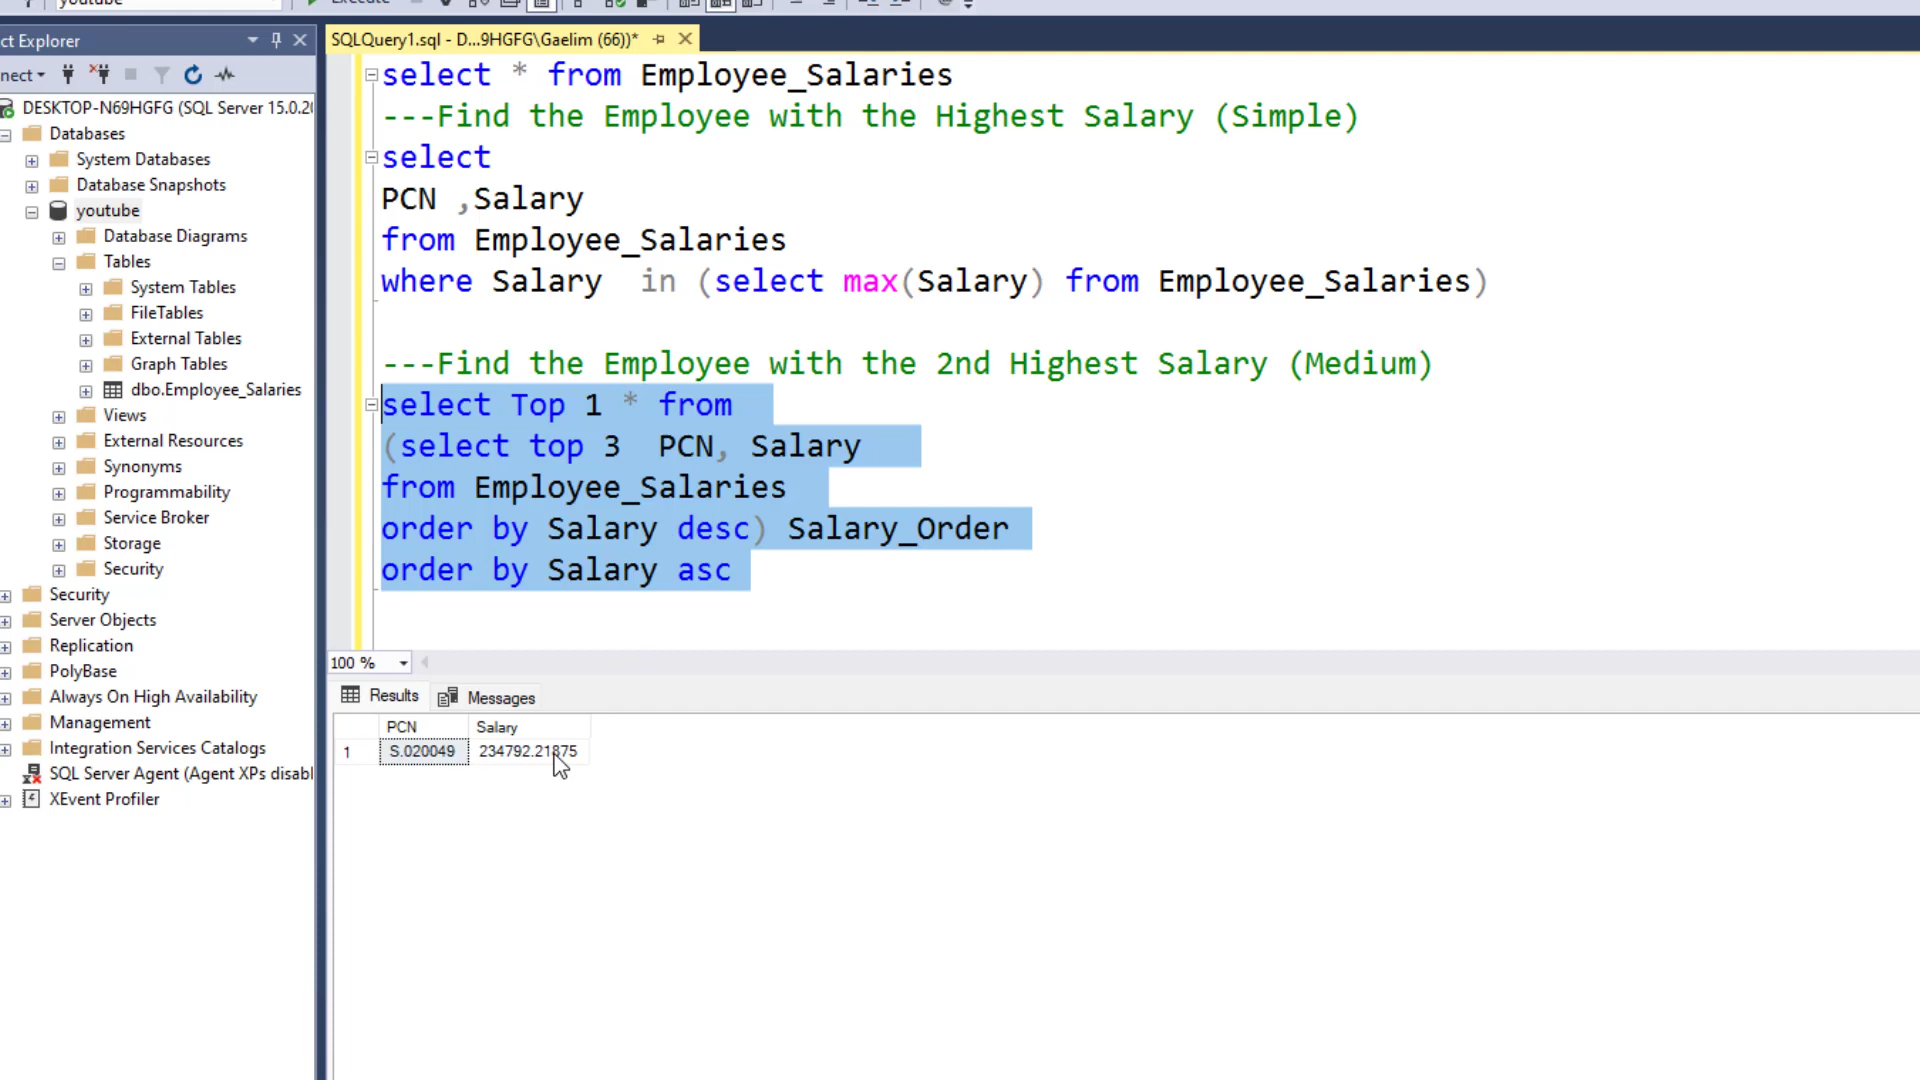 youtube
Execute
ct Explorer
nect
DESKTOP-N69HGFG (SQL Server 15.0.20
Databases
System Databases
Database Snapshots
youtube
Database Diagrams
Tables
System Tables
FileTables
External Tables
Graph Tables
dbo.Employee_Salaries
Views
External Resources
Synonyms
Programmability
Service Broker
Storage
Security
Security
Server Objects
Replication
PolyBase
Always On High Availability
Management
Integration Services Catalogs
SQL Server Agent (Agent XPs disabl
XEvent Profiler
SQLQuery1.sql - D...9HGFG\Gaelim (66))*
select * from Employee_Salaries
---Find the Employee with the Highest Salary (Simple)
select
PCN ,Salary
from Employee_Salaries
where Salary  in (select max(Salary) from Employee_Salaries)
---Find the Employee with the 2nd Highest Salary (Medium)
select Top 1 * from
(select top 3  PCN, Salary
from Employee_Salaries
order by Salary desc) Salary_Order
order by Salary asc
100 %
Results Messages
PCN Salary
1 S.020049 234792.21875